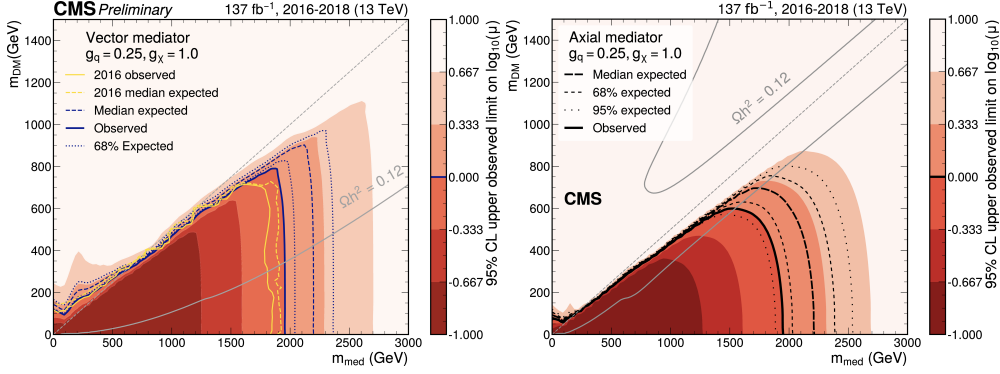 CMS Preliminary
137 fb⁻¹, 2016-2018 (13 TeV)
m_DM (GeV)
1400
1200
1000
800
600
400
200
0
Vector mediator
g_q = 0.25, g_χ = 1.0
2016 observed
2016 median expected
Median expected
Observed
68% Expected
Ωh² = 0.12
0 500 1000 1500 2000 2500 3000
m_med (GeV)
1.000
0.667
0.333
0.000
-0.333
-0.667
-1.000
95% CL upper observed limit on log₁₀(μ)
137 fb⁻¹, 2016-2018 (13 TeV)
m_DM (GeV)
1400
1200
1000
800
600
400
200
0
Axial mediator
g_q = 0.25, g_χ = 1.0
Median expected
68% expected
95% expected
Observed
Ωh² = 0.12
CMS
0 500 1000 1500 2000 2500 3000
m_med (GeV)
1.000
0.667
0.333
0.000
-0.333
-0.667
-1.000
95% CL upper observed limit on log₁₀(μ)